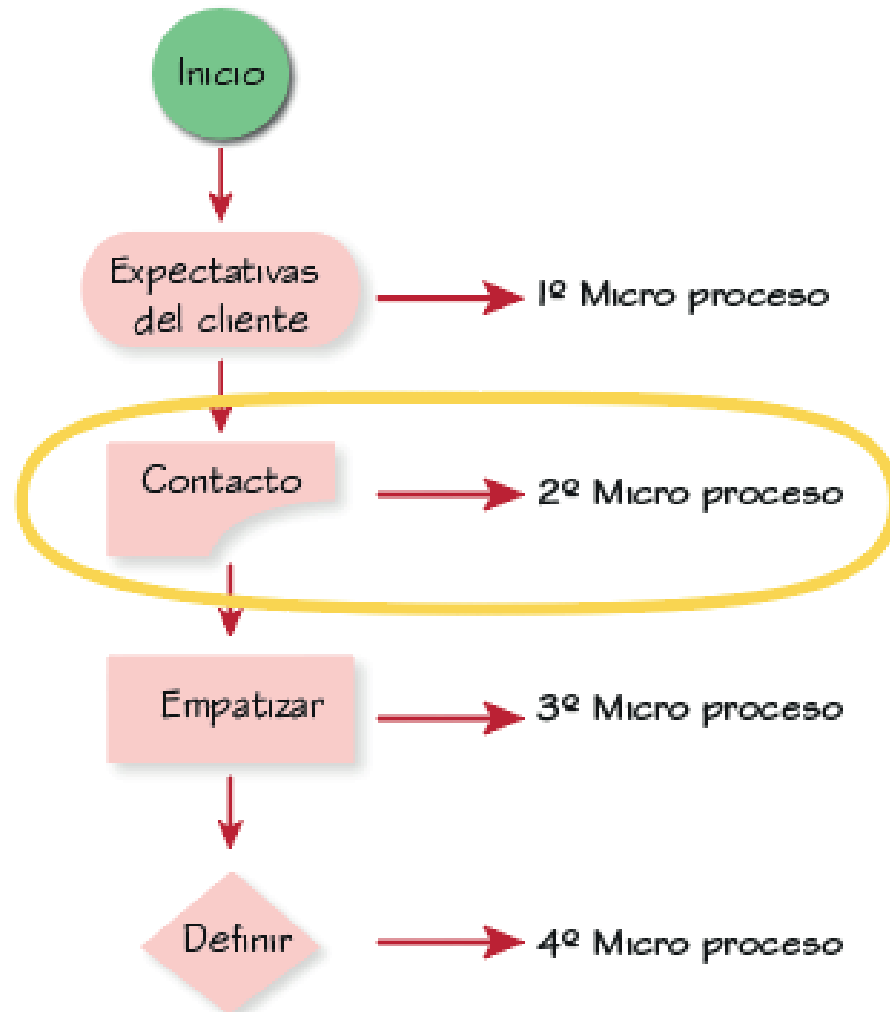 Inicio
Expectativas
del cliente
1º Micro proceso
Contacto
2º Micro proceso
Empatizar
3º Micro proceso
Definir
4º Micro proceso